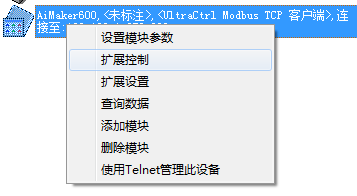 AiMaker600,<未标注>,<UltraCtrl Modbus TCP 客户端>,连
接至:
设置模块参数
扩展控制
扩展设置
查询数据
添加模块
删除模块
使用Telnet管理此设备